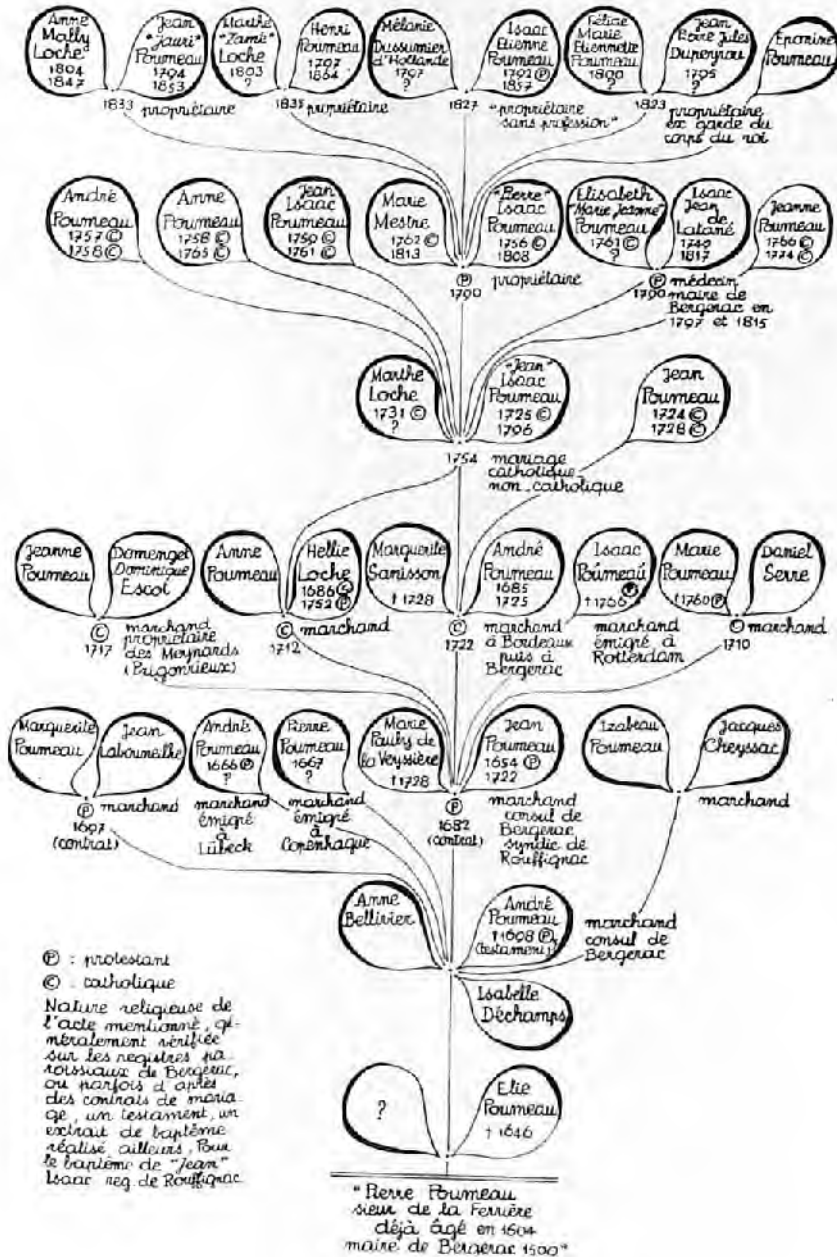 Anne
Mally
Loche
1804
1847
Jean
"Jauri"
Poumeau
1794
1853
1833 propriétaire
Marthe
"Zamé"
Loche
1803
?
Henri
Poumeau
1797
1864
1835 propriétaire
Mélanie
Dussumier
d'Hollande
1797
?
Isaac
Etienne
Poumeau
1792 Ⓟ
1857
1827 "propriétaire
sans profession"
Félice
Marie
Etiennette
Poumeau
1800
?
Jean
Jules
Dupeyrou
1795
?
1823 propriétaire
ex garde du
corps du roi
Eponine
Poumeau
André
Poumeau
1757 Ⓒ
1758 Ⓒ
Anne
Poumeau
1758 Ⓒ
1765 Ⓒ
Jean
Isaac
Poumeau
1759 Ⓒ
1761 Ⓒ
Marie
Mestre
1762 Ⓒ
1813
"Pierre"
Isaac
Poumeau
1756 Ⓒ
1808
Ⓟ
1790 propriétaire
Elisabeth
"Marie Jeanne"
Poumeau
1761 Ⓒ
?
Isaac
Jean
de
Latané
1749
1817
Ⓟ
1790 médecin
maire de
Bergerac en
1797 et 1815
Jeanne
Poumeau
1766 Ⓒ
1774 Ⓒ
Marthe
Loche
1731 Ⓒ
?
"Jean"
Isaac
Poumeau
1725 Ⓒ
1796
1754 mariage
catholique
non-catholique
Jean
Poumeau
1724 Ⓒ
1728 Ⓒ
Jeanne
Poumeau
Domenget
Dominique
Escot
Ⓒ
1717 marchand
propriétaire
des Meynards
(Prigonrieux)
Anne
Poumeau
Hellie
Loche
1686 Ⓒ
1752 Ⓟ
Ⓒ
1712 marchand
Marguerite
Sanisson
†1728
André
Poumeau
1685
1725
Ⓒ
1722 marchand
à Bordeaux
puis à
Bergerac
Isaac
Poumeau
†1766 Ⓟ
marchand
émigré à
Rotterdam
Marie
Poumeau
†1760 Ⓟ
Daniel
Serre
Ⓒ
1710 marchand
Marguerite
Poumeau
Jean
Labounelhe
Ⓟ
1697
(contrat)
marchand
André
Poumeau
1666 Ⓟ
?
marchand
émigré
à
Lübeck
Pierre
Poumeau
1667
?
marchand
émigré
à
Copenhague
Marie
Pauly de
la Veyssière
†1728
Jean
Poumeau
1654 Ⓟ
1722
Ⓟ
1682
(contrat)
marchand
consul de
Bergerac
syndic de
Rouffignac
Izabeau
Poumeau
Jacques
Cheyssac
marchand
Anne
Bellivier
André
Poumeau
†1698 Ⓟ
(testament)
marchand
consul de
Bergerac
Isabelle
Déchamps
?
Elie
Poumeau
† 1646
Ⓟ : protestant
Ⓒ : catholique
Nature religieuse de
l'acte mentionné, gé-
néralement vérifiée
sur les registres pa-
roissiaux de Bergerac,
ou parfois d'après
des contrats de maria-
ge, un testament, un
extrait de baptême
réalisé ailleurs. Pour
le baptême de "Jean"
Isaac reg. de Rouffignac
"Pierre Poumeau
sieur de la Ferrière
déjà âgé en 1604
maire de Bergerac 1590"